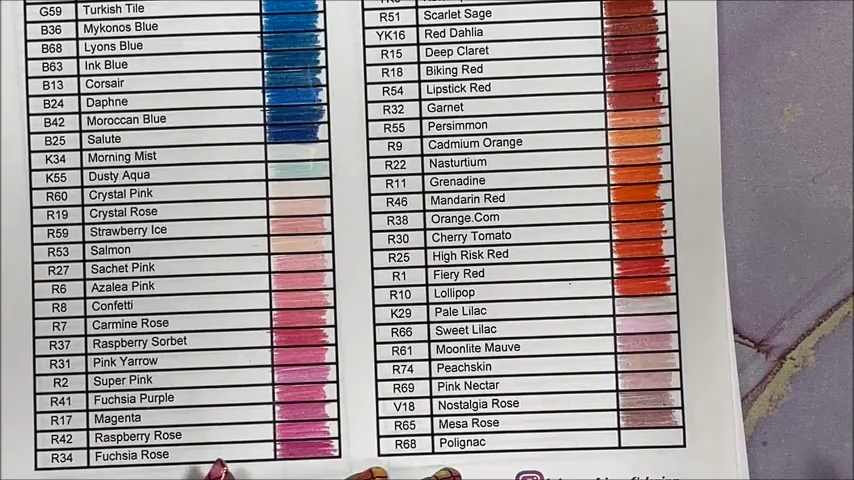 G59 Turkish Tile
B36 Mykonos Blue
B68 Lyons Blue
B63 Ink Blue
B13 Corsair
B24 Daphne
B42 Moroccan Blue
B25 Salute
K34 Morning Mist
K55 Dusty Aqua
R60 Crystal Pink
R19 Crystal Rose
R59 Strawberry Ice
R53 Salmon
R27 Sachet Pink
R6 Azalea Pink
R8 Confetti
R7 Carmine Rose
R37 Raspberry Sorbet
R31 Pink Yarrow
R2 Super Pink
R41 Fuchsia Purple
R17 Magenta
R42 Raspberry Rose
R34 Fuchsia Rose
R51 Scarlet Sage
YK16 Red Dahlia
R15 Deep Claret
R18 Biking Red
R54 Lipstick Red
R32 Garnet
R55 Persimmon
R9 Cadmium Orange
R22 Nasturtium
R11 Grenadine
R46 Mandarin Red
R38 Orange.Com
R30 Cherry Tomato
R25 High Risk Red
R1 Fiery Red
R10 Lollipop
K29 Pale Lilac
R66 Sweet Lilac
R61 Moonlite Mauve
R74 Peachskin
R69 Pink Nectar
V18 Nostalgia Rose
R65 Mesa Rose
R68 Polignac